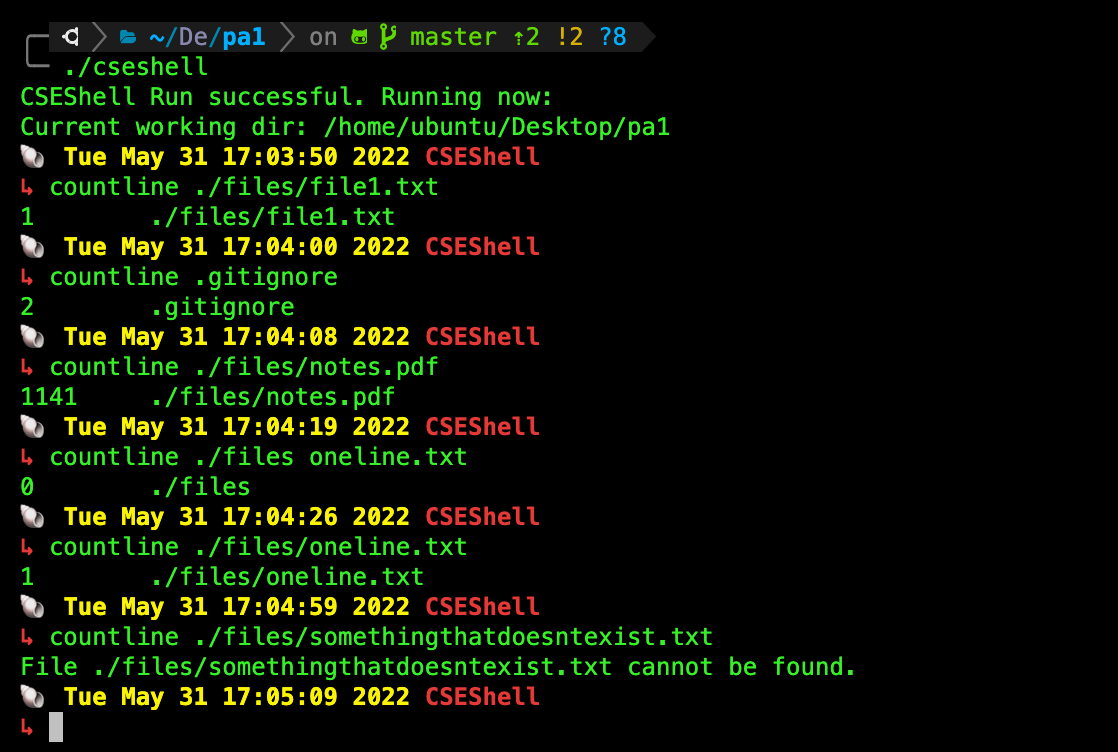 ~/De/pa1 on master ⇡2 !2 ?8
./cseshell
CSEShell Run successful. Running now:
Current working dir: /home/ubuntu/Desktop/pa1
🐚 Tue May 31 17:03:50 2022 CSEShell
↳ countline ./files/file1.txt
1        ./files/file1.txt
🐚 Tue May 31 17:04:00 2022 CSEShell
↳ countline .gitignore
2        .gitignore
🐚 Tue May 31 17:04:08 2022 CSEShell
↳ countline ./files/notes.pdf
1141     ./files/notes.pdf
🐚 Tue May 31 17:04:19 2022 CSEShell
↳ countline ./files oneline.txt
0        ./files
🐚 Tue May 31 17:04:26 2022 CSEShell
↳ countline ./files/oneline.txt
1        ./files/oneline.txt
🐚 Tue May 31 17:04:59 2022 CSEShell
↳ countline ./files/somethingthatdoesntexist.txt
File ./files/somethingthatdoesntexist.txt cannot be found.
🐚 Tue May 31 17:05:09 2022 CSEShell
↳